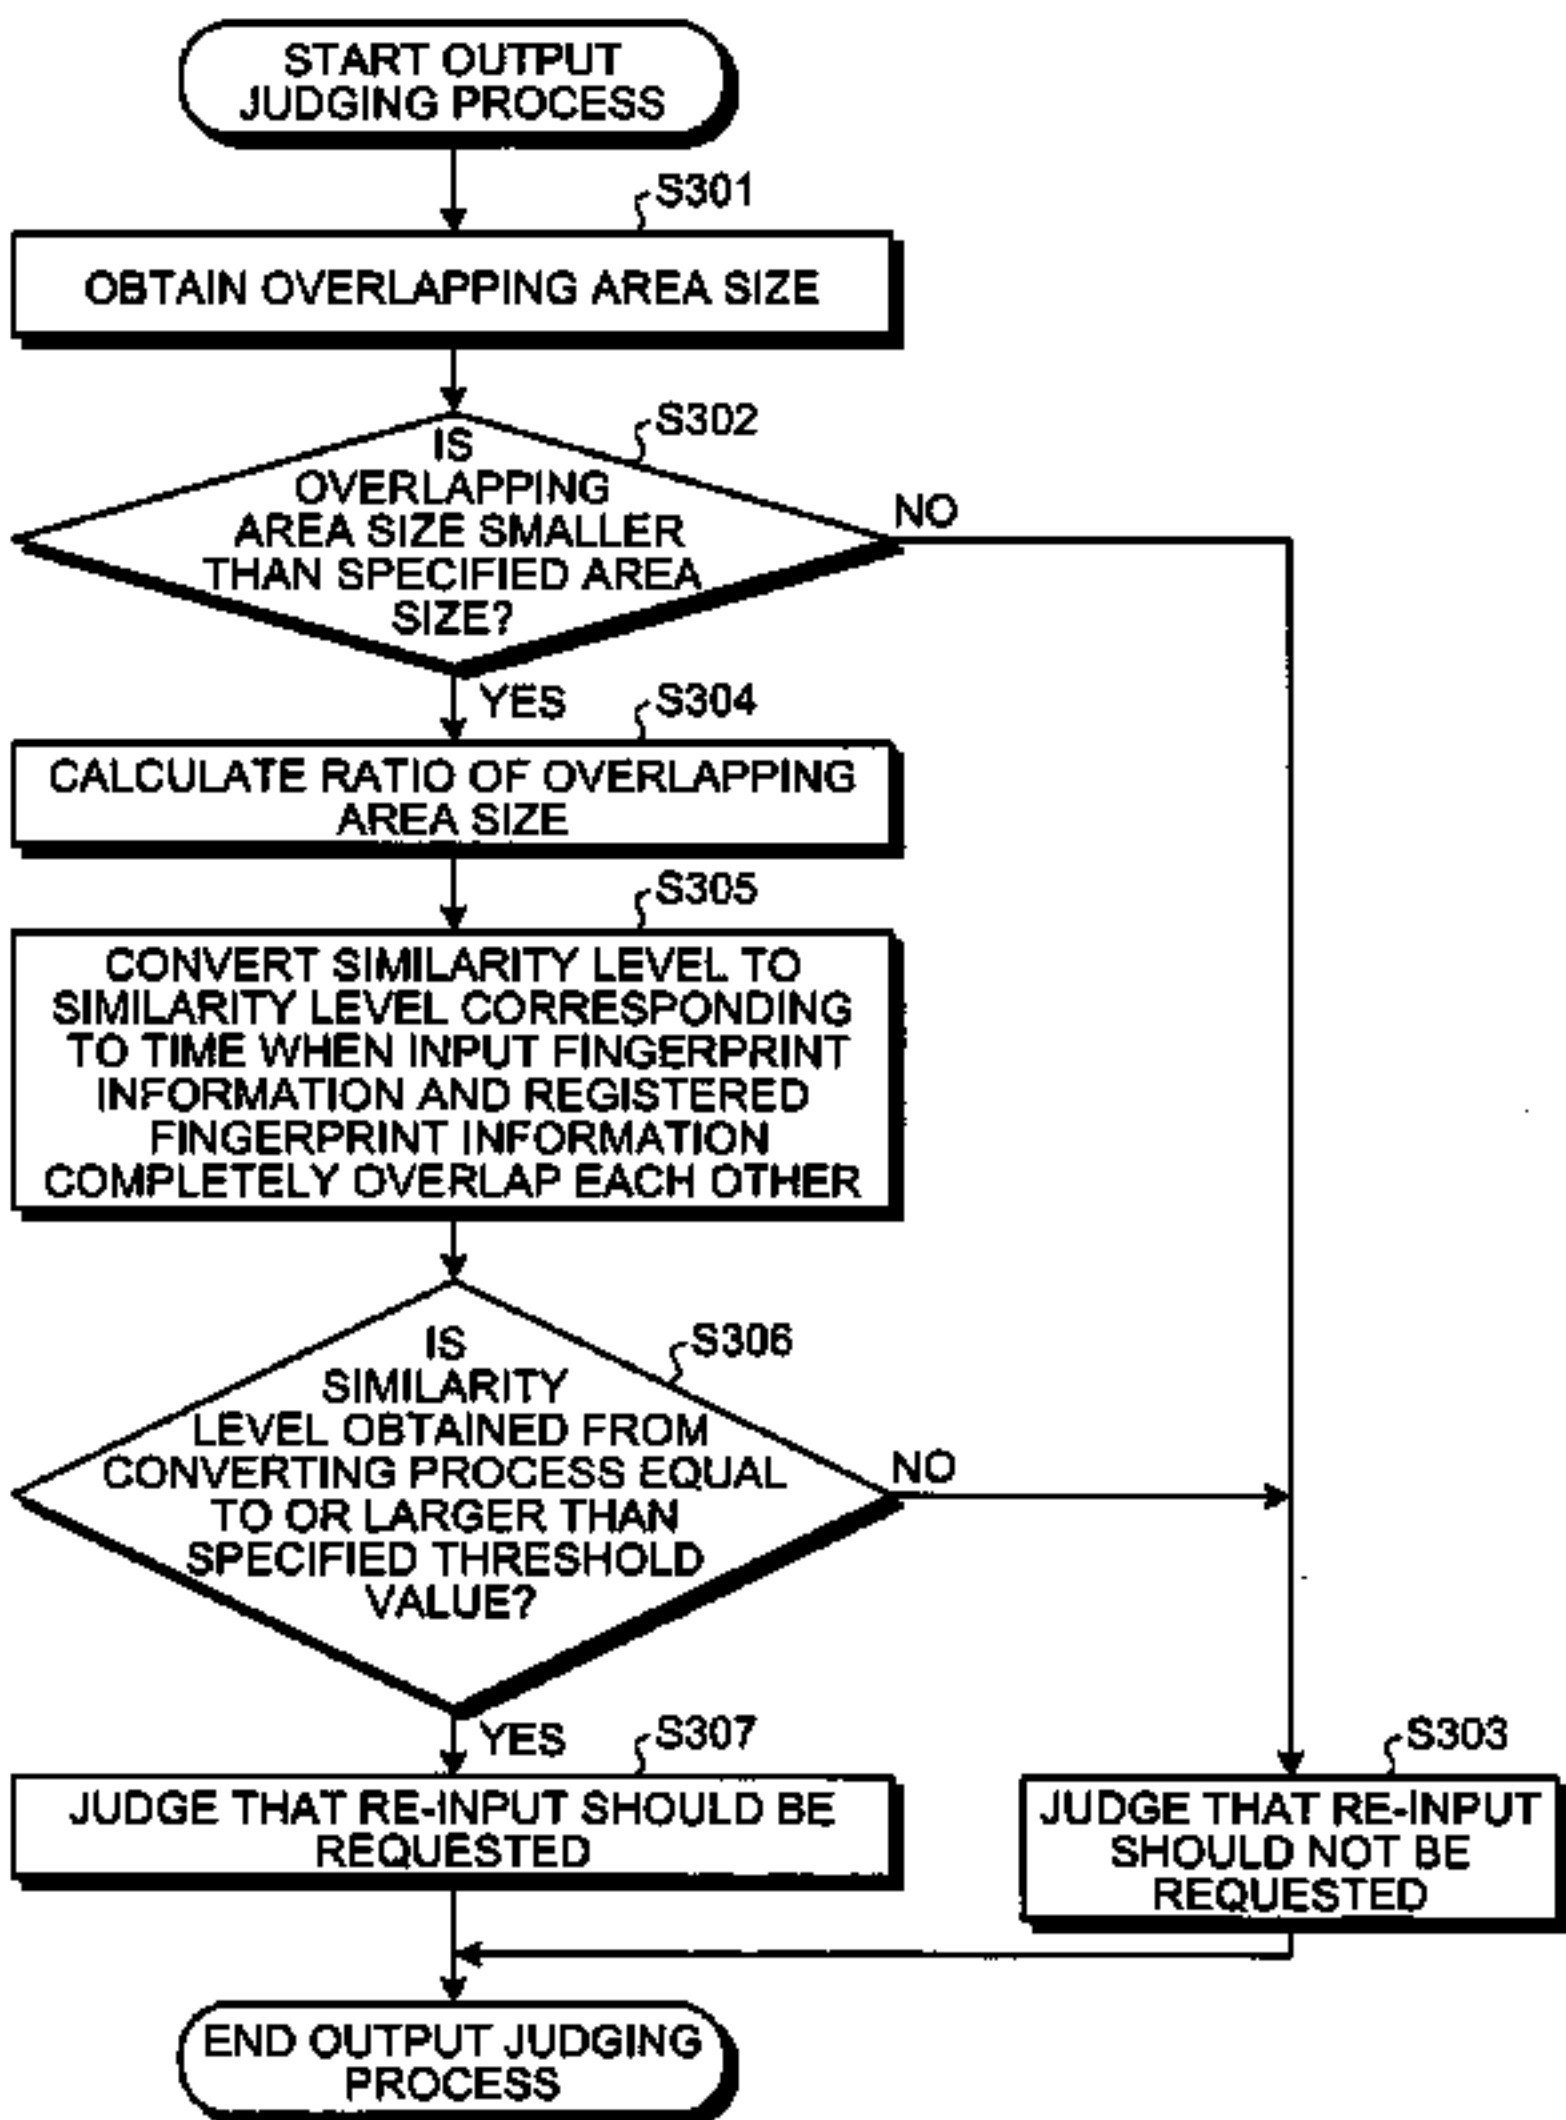 START OUTPUT
JUDGING PROCESS
S301
OBTAIN OVERLAPPING AREA SIZE
S302
IS
OVERLAPPING
AREA SIZE SMALLER
THAN SPECIFIED AREA
SIZE?
NO
YES
S304
CALCULATE RATIO OF OVERLAPPING
AREA SIZE
S305
CONVERT SIMILARITY LEVEL TO
SIMILARITY LEVEL CORRESPONDING
TO TIME WHEN INPUT FINGERPRINT
INFORMATION AND REGISTERED
FINGERPRINT INFORMATION
COMPLETELY OVERLAP EACH OTHER
S306
IS
SIMILARITY
LEVEL OBTAINED FROM
CONVERTING PROCESS EQUAL
TO OR LARGER THAN
SPECIFIED THRESHOLD
VALUE?
NO
YES
S307
JUDGE THAT RE-INPUT SHOULD BE
REQUESTED
S303
JUDGE THAT RE-INPUT
SHOULD NOT BE
REQUESTED
END OUTPUT JUDGING
PROCESS